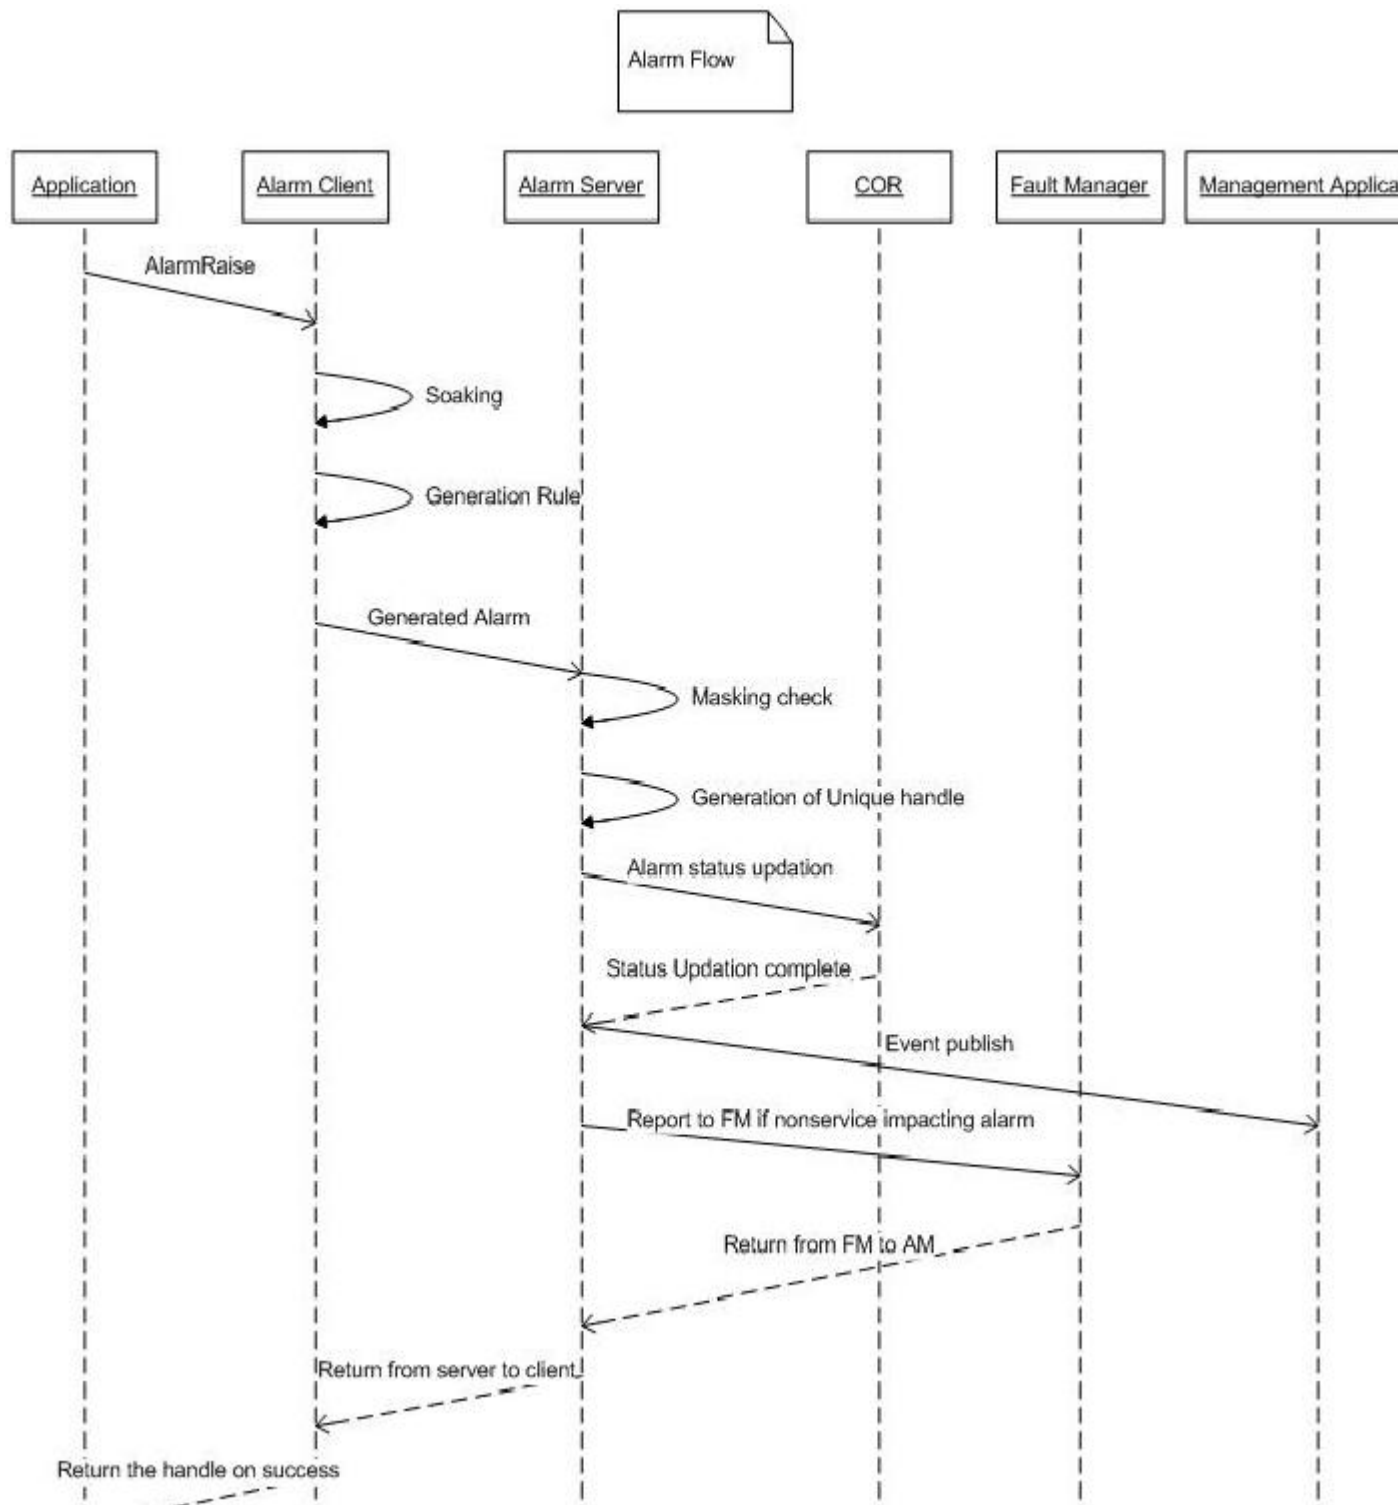 Alarm Flow
Application
Alarm Client
Alarm Server
COR
Fault Manager
Management Applica
AlarmRaise
Soaking
Generation Rule
Generated Alarm
Masking check
Generation of Unique handle
Alarm status updation
Status Updation complete
Event publish
Report to FM if nonservice impacting alarm
Return from FM to AM
Return from server to client
Return the handle on success